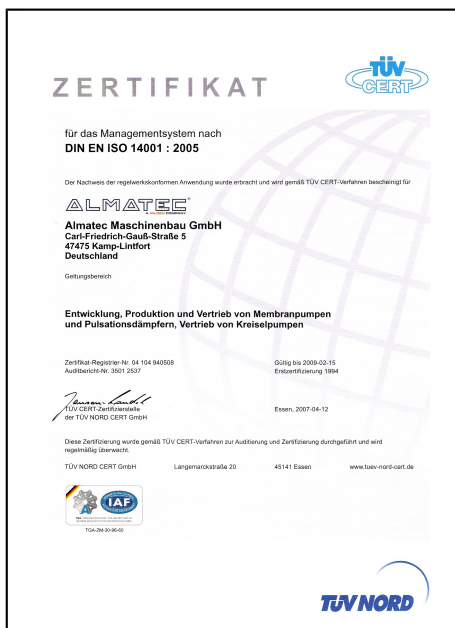 TÜV
CERT
ZERTIFIKAT
für das Managementsystem nach
DIN EN ISO 14001 : 2005
Der Nachweis der regelwerkskonformen Anwendung wurde erbracht und wird gemäß TÜV CERT-Verfahren bescheinigt für
ALMATEC
Almatec Maschinenbau GmbH
Carl-Friedrich-Gauß-Straße 5
47475 Kamp-Lintfort
Deutschland
Geltungsbereich
Entwicklung, Produktion und Vertrieb von Membranpumpen
und Pulsationsdämpfern, Vertrieb von Kreiselpumpen
Zertifikat-Registrier-Nr. 04 104 940508 Gültig bis 2009-02-15
Auditbericht-Nr. 3501 2537 Erstzertifizierung 1994
TÜV CERT-Zertifizierstelle Essen, 2007-04-12
der TÜV NORD CERT GmbH
Diese Zertifizierung wurde gemäß TÜV CERT-Verfahren zur Auditierung und Zertifizierung durchgeführt und wird
regelmäßig überwacht.
TÜV NORD CERT GmbH Langemarckstraße 20 45141 Essen www.tuev-nord-cert.de
IAF
TGA-ZM-30-96-60
TÜV NORD